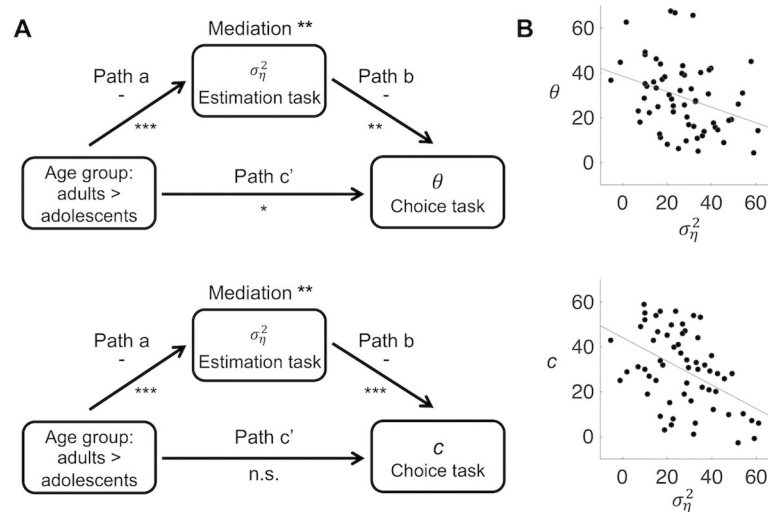 A
Mediation **
Path a
-
***
σ²η
Estimation task
Path b
-
**
Age group:
adults >
adolescents
Path c'
*
θ
Choice task
Mediation **
Path a
-
***
σ²η
Estimation task
Path b
-
***
Age group:
adults >
adolescents
Path c'
n.s.
c
Choice task
B
60
40
θ
20
0
0 20 40 60
σ²η
60
40
c
20
0
0 20 40 60
σ²η